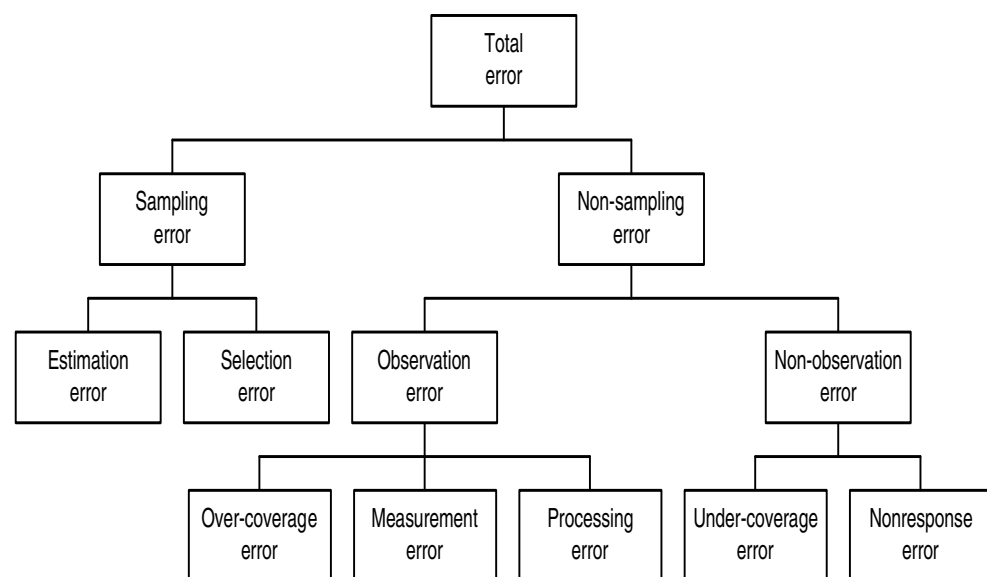 Total
error
Sampling
error
Non-sampling
error
Estimation
error
Selection
error
Observation
error
Non-observation
error
Over-coverage
error
Measurement
error
Processing
error
Under-coverage
error
Nonresponse
error